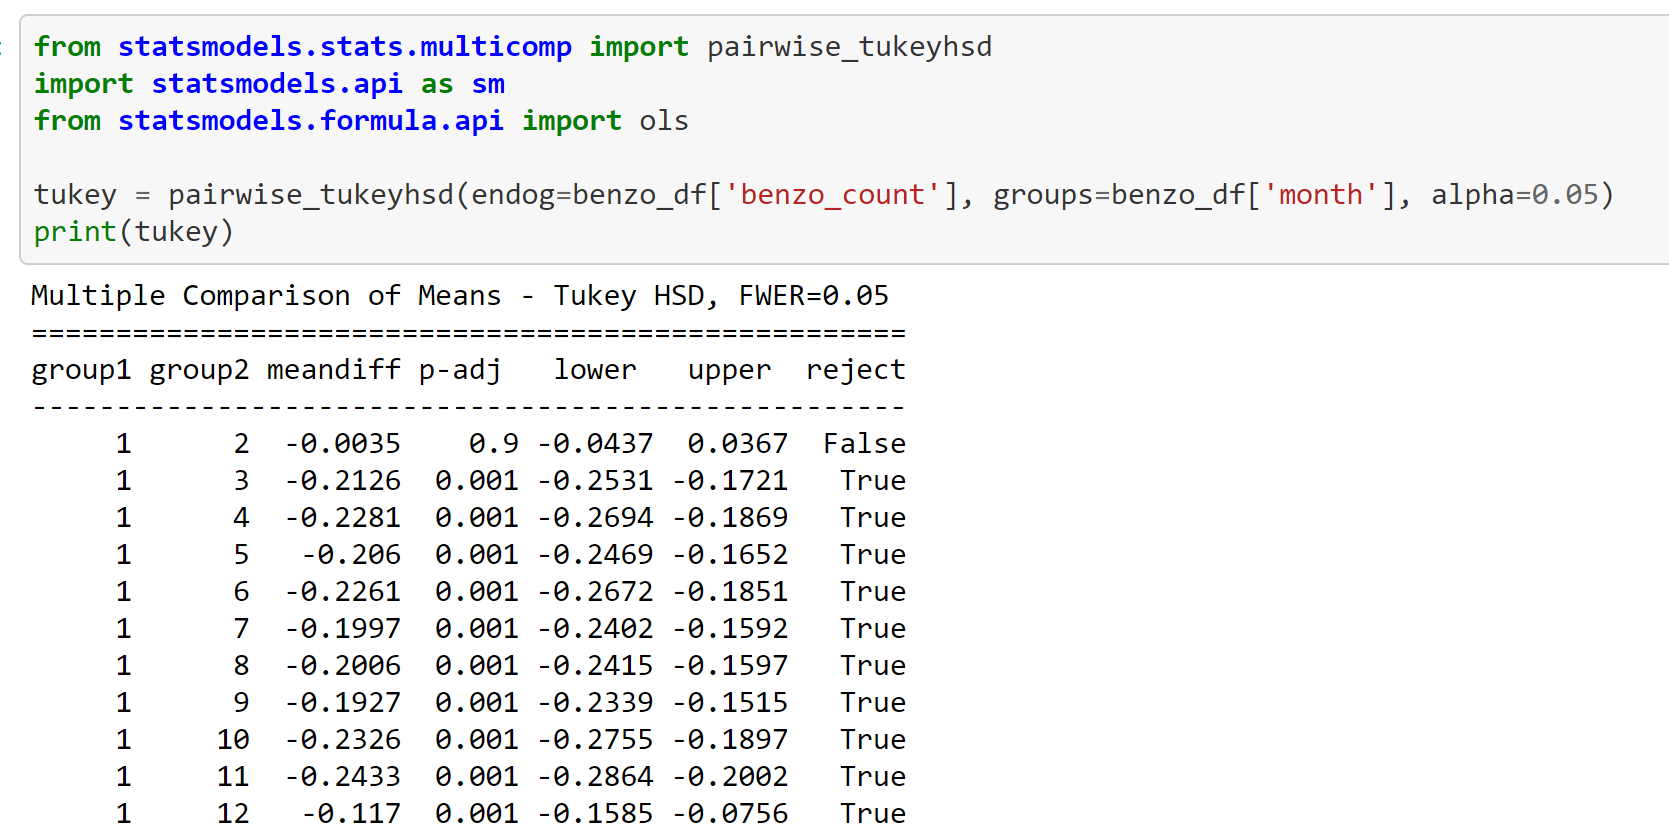 from statsmodels.stats.multicomp import pairwise_tukeyhsd
import statsmodels.api as sm
from statsmodels.formula.api import ols
tukey = pairwise_tukeyhsd(endog=benzo_df['benzo_count'], groups=benzo_df['month'], alpha=0.05)
print(tukey)
Multiple Comparison of Means - Tukey HSD, FWER=0.05
====================================================
group1 group2 meandiff p-adj   lower   upper  reject
----------------------------------------------------
     1      2  -0.0035    0.9 -0.0437  0.0367  False
     1      3  -0.2126  0.001 -0.2531 -0.1721   True
     1      4  -0.2281  0.001 -0.2694 -0.1869   True
     1      5   -0.206  0.001 -0.2469 -0.1652   True
     1      6  -0.2261  0.001 -0.2672 -0.1851   True
     1      7  -0.1997  0.001 -0.2402 -0.1592   True
     1      8  -0.2006  0.001 -0.2415 -0.1597   True
     1      9  -0.1927  0.001 -0.2339 -0.1515   True
     1     10  -0.2326  0.001 -0.2755 -0.1897   True
     1     11  -0.2433  0.001 -0.2864 -0.2002   True
     1     12   -0.117  0.001 -0.1585 -0.0756   True